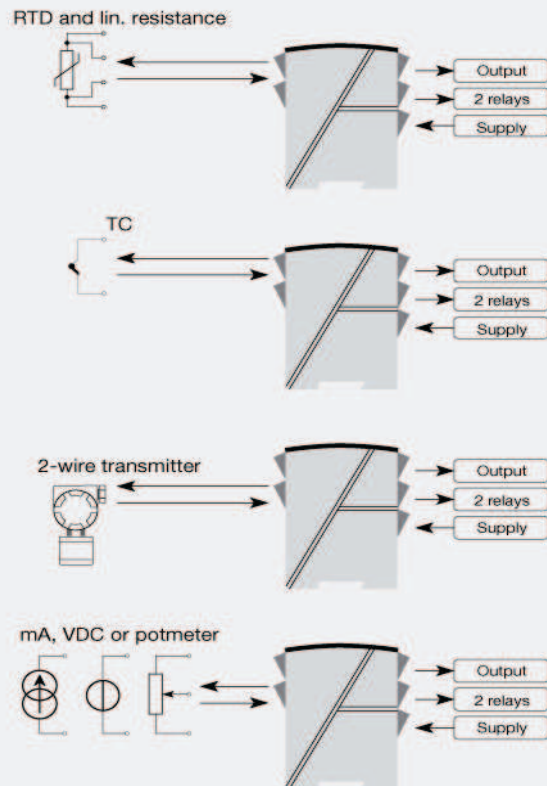 RTD and lin. resistance
Output
2 relays
Supply
TC
Output
2 relays
Supply
2-wire transmitter
Output
2 relays
Supply
mA, VDC or potmeter
Output
2 relays
Supply